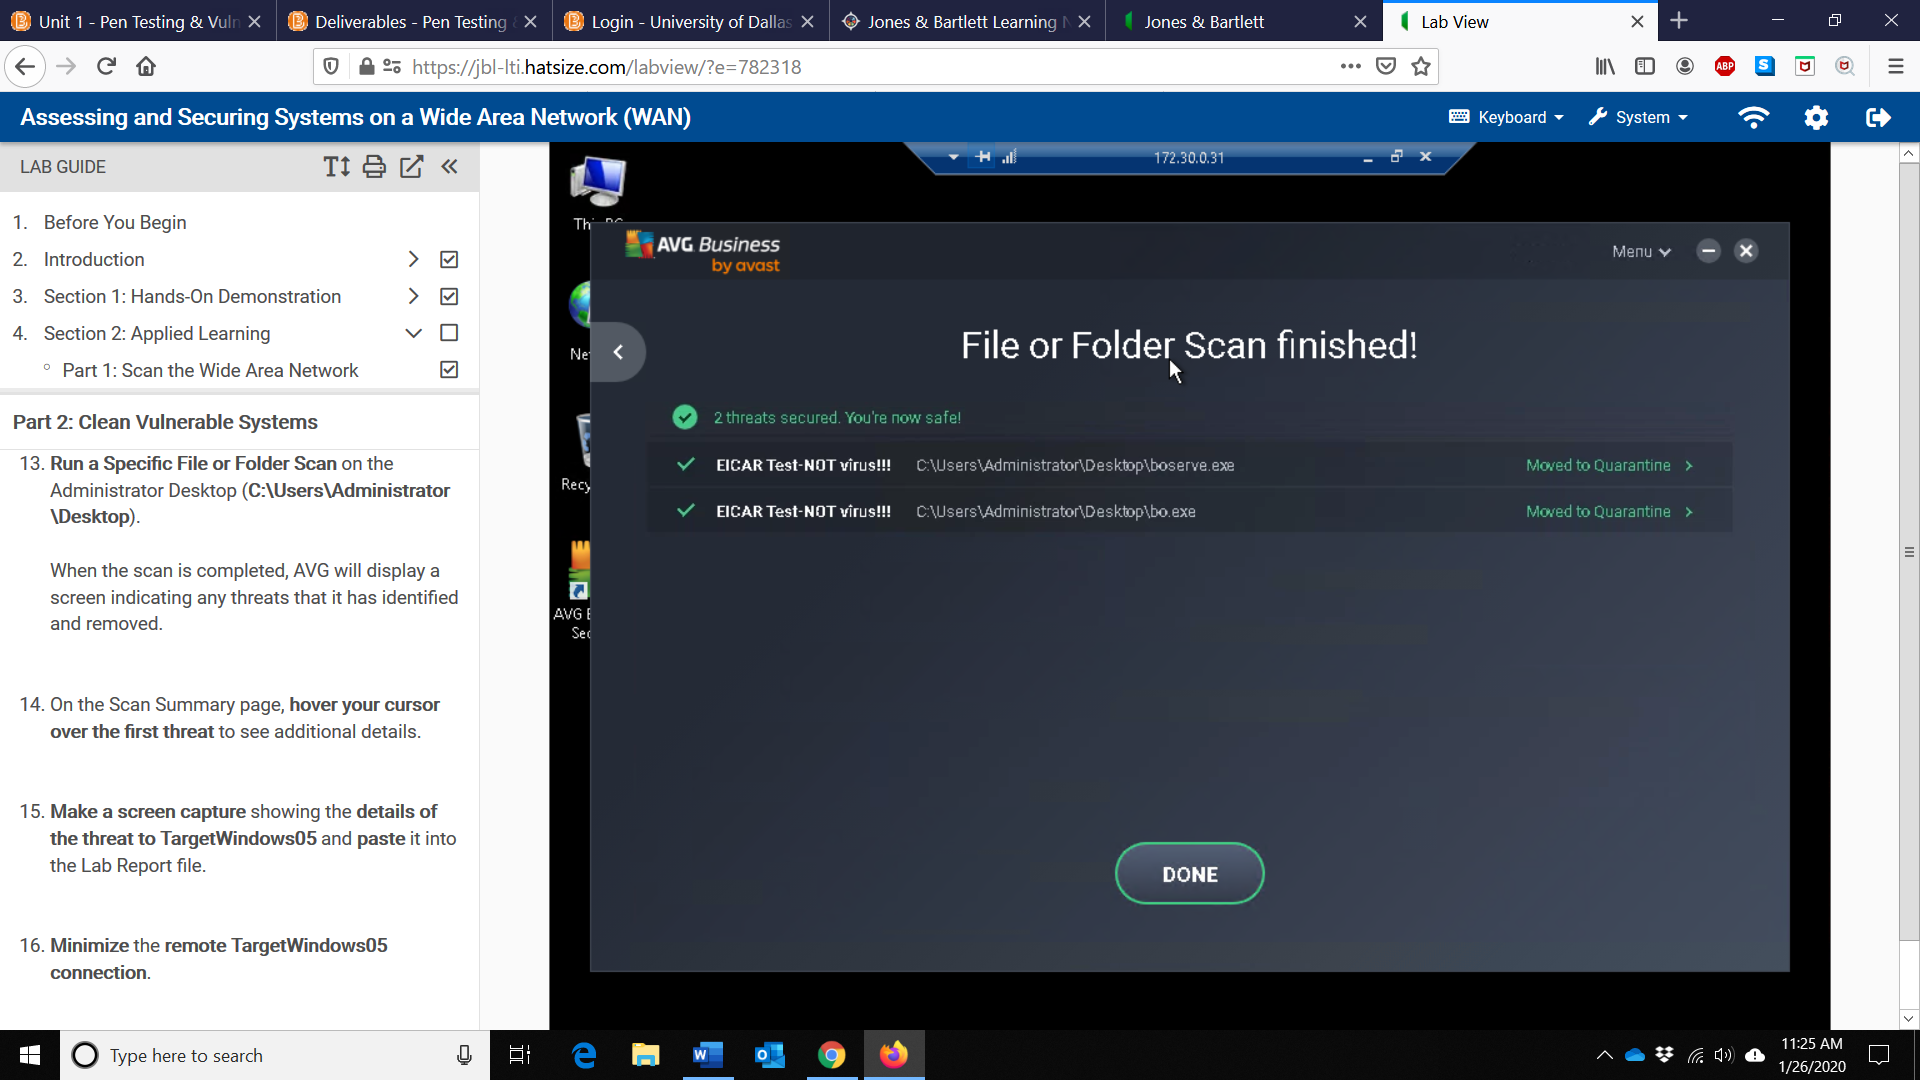 Unit 1 - Pen Testing & Vuln
Deliverables - Pen Testing &
Login - University of Dallas
Jones & Bartlett Learning N
Jones & Bartlett
Lab View
https://jbl-lti.hatsize.com/labview/?e=782318
ABP
S
Assessing and Securing Systems on a Wide Area Network (WAN)
Keyboard
System
LAB GUIDE
1. Before You Begin
2. Introduction
3. Section 1: Hands-On Demonstration
4. Section 2: Applied Learning
Part 1: Scan the Wide Area Network
Part 2: Clean Vulnerable Systems
13. Run a Specific File or Folder Scan on the
Administrator Desktop (C:\Users\Administrator
\Desktop).
When the scan is completed, AVG will display a
screen indicating any threats that it has identified
and removed.
14. On the Scan Summary page, hover your cursor
over the first threat to see additional details.
15. Make a screen capture showing the details of
the threat to TargetWindows05 and paste it into
the Lab Report file.
16. Minimize the remote TargetWindows05
connection.
172.30.0.31
This PC
Net
Recy
AVG B
Sec
AVG Business
by avast
Menu
File or Folder Scan finished!
2 threats secured. You're now safe!
EICAR Test-NOT virus!!! C:\Users\Administrator\Desktop\boserve.exe Moved to Quarantine
EICAR Test-NOT virus!!! C:\Users\Administrator\Desktop\bo.exe Moved to Quarantine
DONE
Type here to search
11:25 AM
1/26/2020